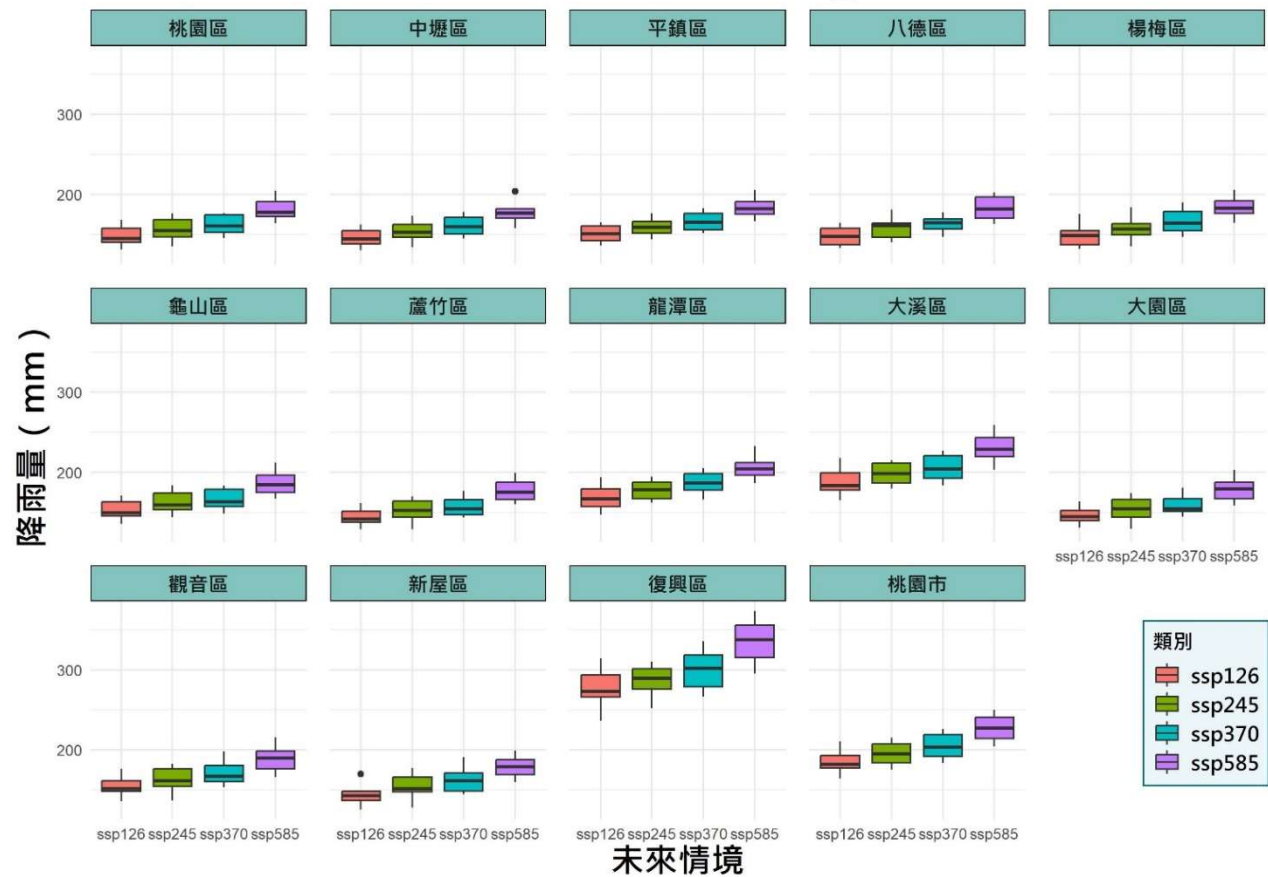 桃園區
中壢區
平鎮區
八德區
楊梅區
300
200
龜山區
蘆竹區
龍潭區
大溪區
大園區
300
200
ssp126 ssp245 ssp370 ssp585
觀音區
新屋區
復興區
桃園市
300
200
ssp126 ssp245 ssp370 ssp585
ssp126 ssp245 ssp370 ssp585
ssp126 ssp245 ssp370 ssp585
ssp126 ssp245 ssp370 ssp585
降雨量(mm)
未來情境
類別
ssp126
ssp245
ssp370
ssp585